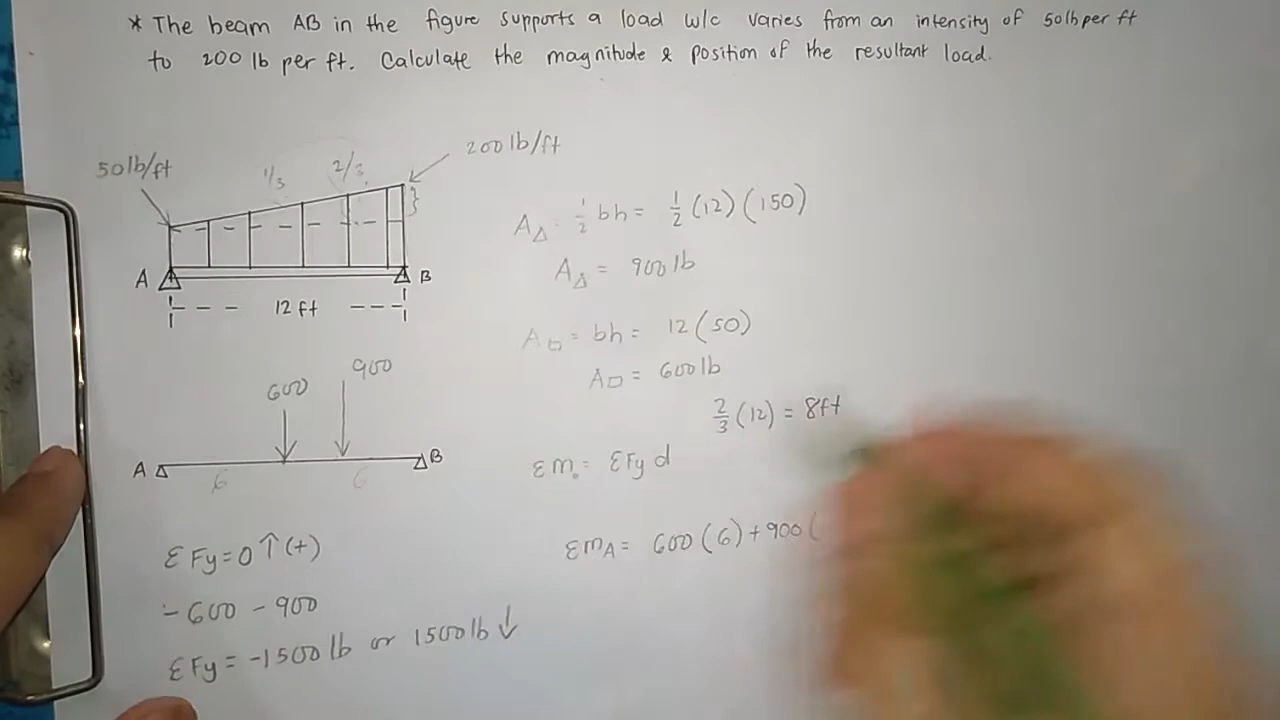 * The beam AB in the figure supports a load w/c varies from an intensity of 50lb per ft
to 200 lb per ft. Calculate the magnitude & position of the resultant load.
50lb/ft
1/3
2/3
200 lb/ft
A
B
12 ft
A△ = ½ bh = ½ (12) (150)
A△ = 900 lb
A▭ = bh = 12 (50)
A▭ = 600 lb
⅔ (12) = 8ft
600
900
A
B
6
6
ΣM. = ΣFy d
ΣMA = 600 (6) + 900 (
ΣFy = 0 ↑ (+)
- 600 - 900
ΣFy = -1500 lb or 1500 lb ↓